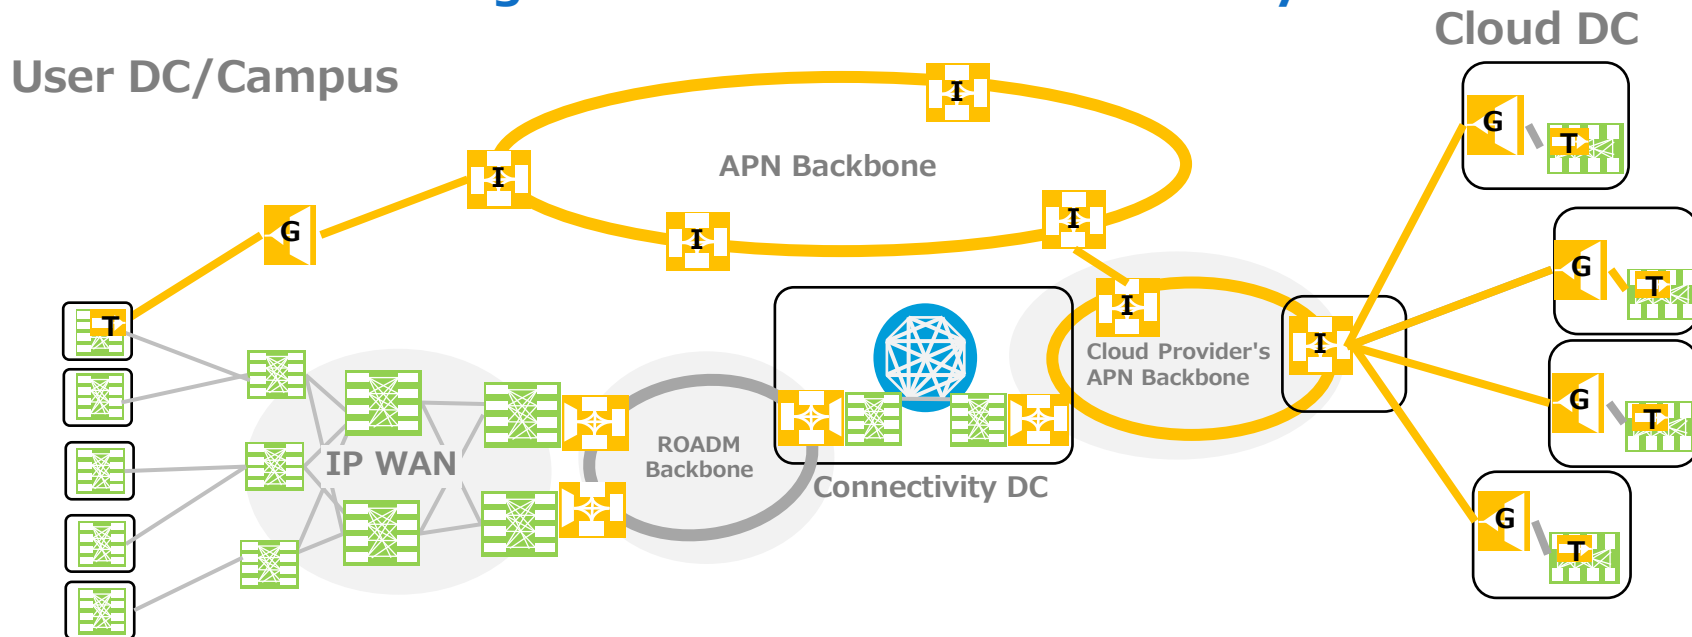 Cloud DC
User DC/Campus
I
APN Backbone
I
G
I
I
G
T
G
T
T
I
I
Cloud Provider's
APN Backbone
IP WAN
ROADM
Backbone
Connectivity DC
G
T
G
T